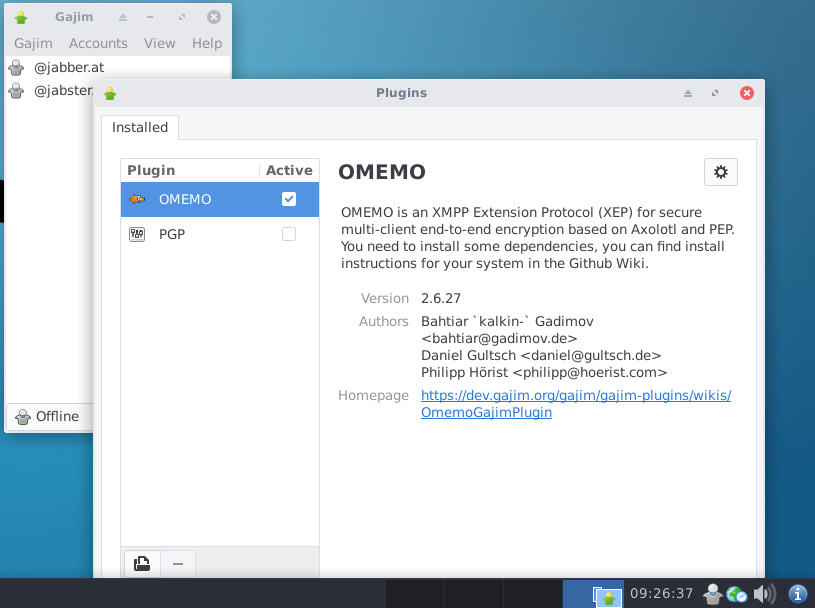 Gajim
Gajim Accounts View Help
@jabber.at
@jabster.
Offline
Plugins
Installed
Plugin Active
OMEMO
PGP
OMEMO
OMEMO is an XMPP Extension Protocol (XEP) for secure
multi-client end-to-end encryption based on Axolotl and PEP.
You need to install some dependencies, you can find install
instructions for your system in the Github Wiki.
Version 2.6.27
Authors Bahtiar `kalkin-` Gadimov
<bahtiar@gadimov.de>
Daniel Gultsch <daniel@gultsch.de>
Philipp Hörist <philipp@hoerist.com>
Homepage https://dev.gajim.org/gajim/gajim-plugins/wikis/
OmemoGajimPlugin
09:26:37